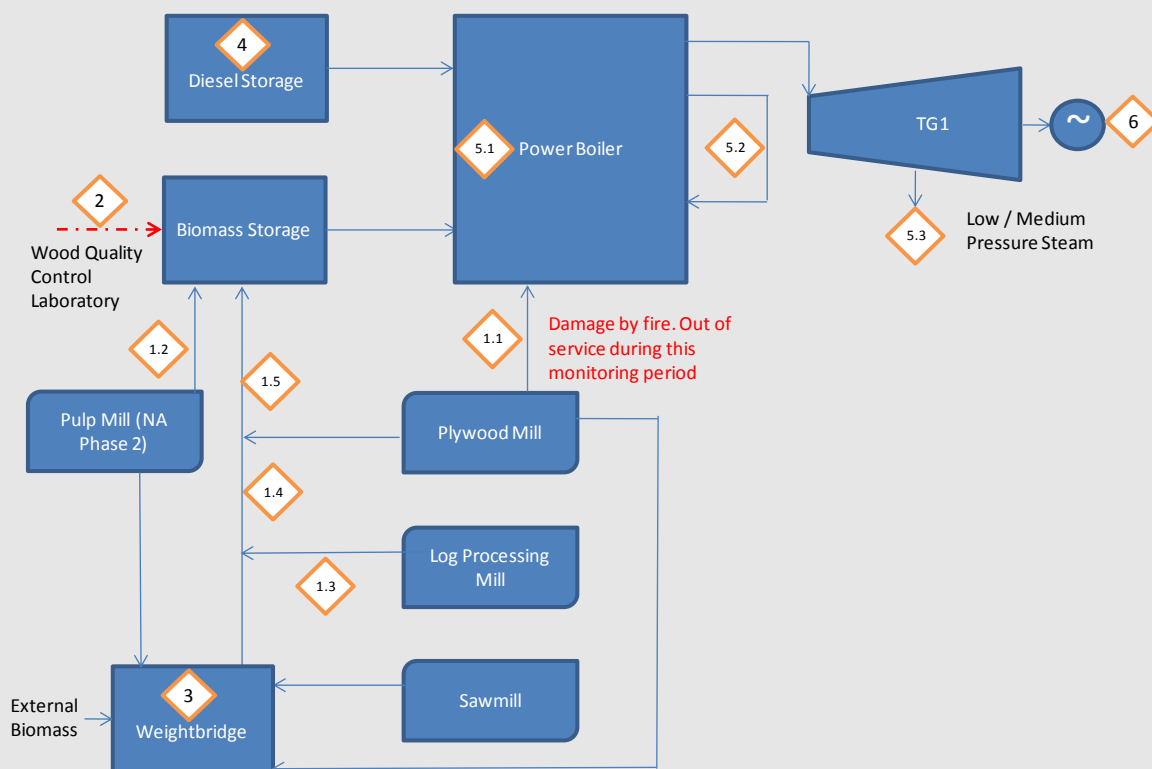 4
Diesel Storage
5.1
Power Boiler
5.2
TG1
~
6
5.3
Low / Medium
Pressure Steam
2
Wood Quality
Control
Laboratory
Biomass Storage
1.2
1.5
1.1
Damage by fire. Out of
service during this
monitoring period
Pulp Mill (NA
Phase 2)
Plywood Mill
1.4
Log Processing
Mill
1.3
External
Biomass
3
Weightbridge
Sawmill